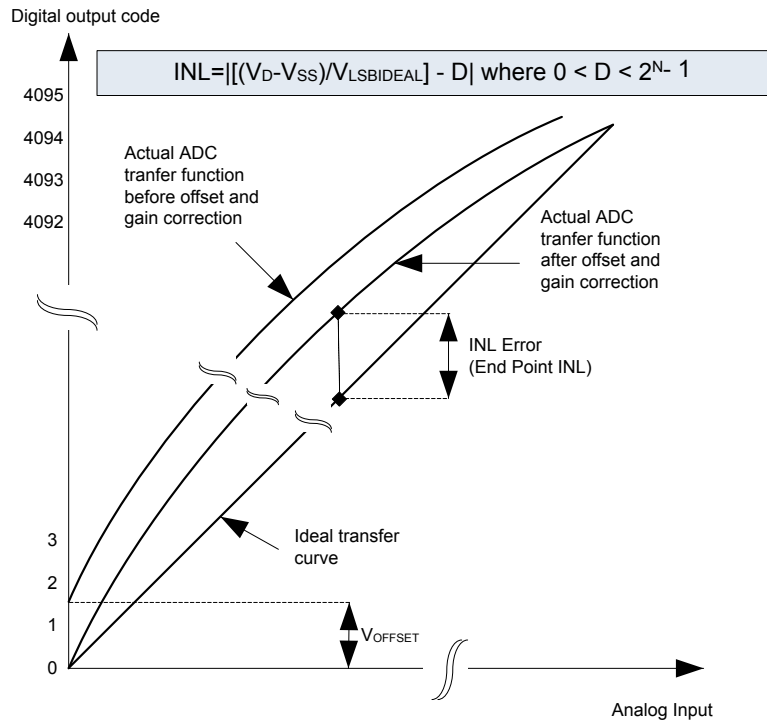 Digital output code
INL=|[(VD-VSS)/VLSBIDEAL] - D| where 0 < D < 2^N- 1
4095
4094
4093
4092
Actual ADC
tranfer function
before offset and
gain correction
Actual ADC
tranfer function
after offset and
gain correction
INL Error
(End Point INL)
Ideal transfer
curve
3
2
1
0
VOFFSET
Analog Input